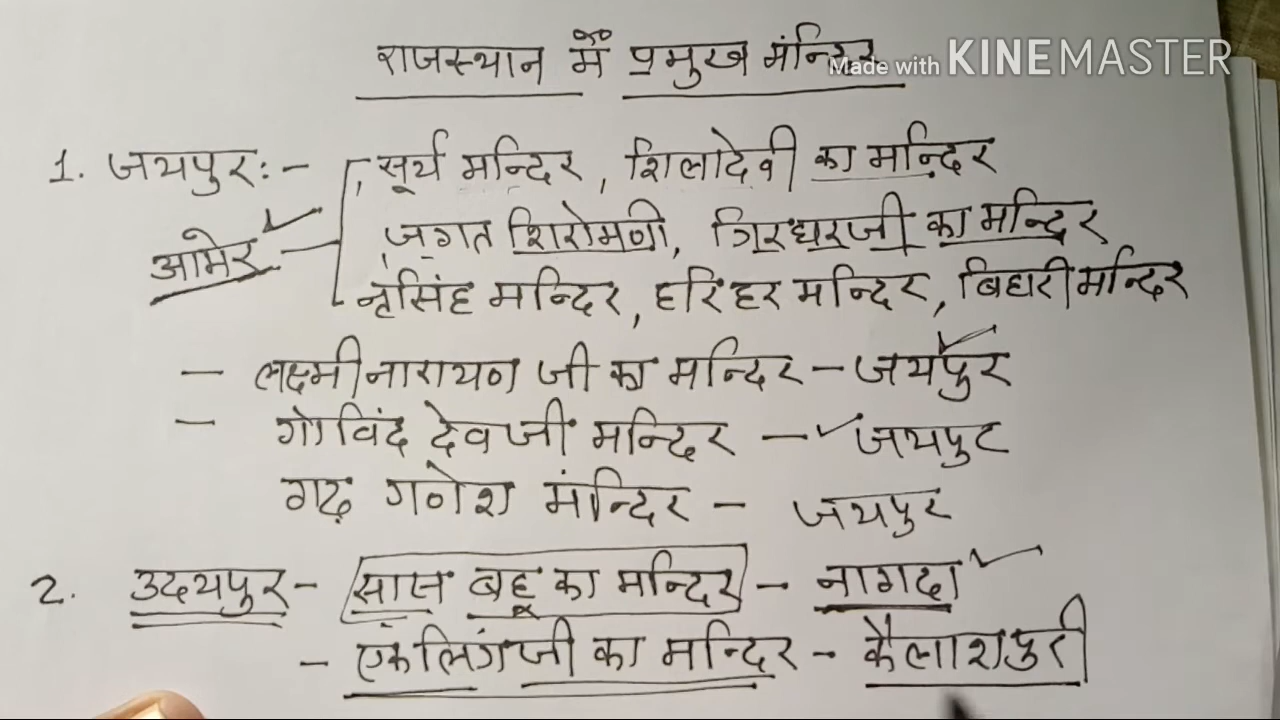 राजस्थान में प्रमुख मंन्दिर
Made with KINEMASTER
1. जयपुर :- सूर्य मन्दिर, शिलादेवी का मन्दिर
आमेर - जगत शिरोमणी, गिरधरजी का मन्दिर
नृसिंह मन्दिर, हरिहर मन्दिर, बिहारी मन्दिर
- लक्ष्मीनारायण जी का मन्दिर - जयपुर
- गोविंद देवजी मन्दिर - जयपुर
गढ़ गणेश मंन्दिर - जयपुर
2. उदयपुर - सास बहू का मन्दिर - नागदा
- एकलिंगजी का मन्दिर - कैलाशपुरी